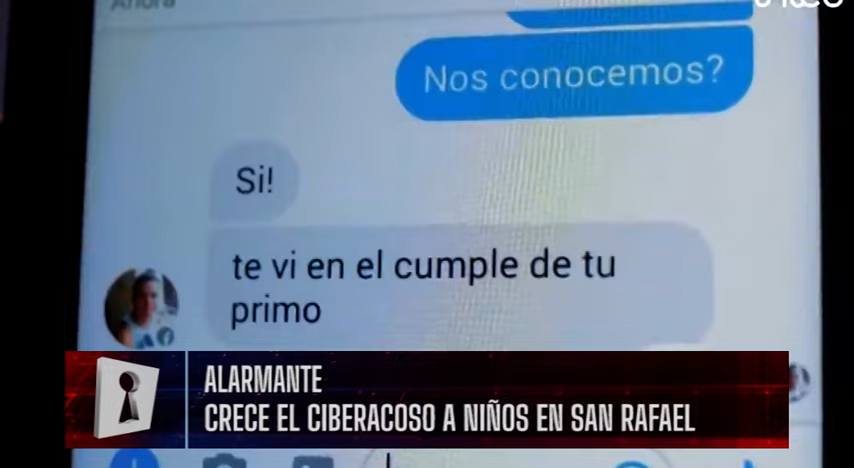 Ahora
Nos conocemos?
Si!
te vi en el cumple de tu
primo
ALARMANTE
CRECE EL CIBERACOSO A NIÑOS EN SAN RAFAEL